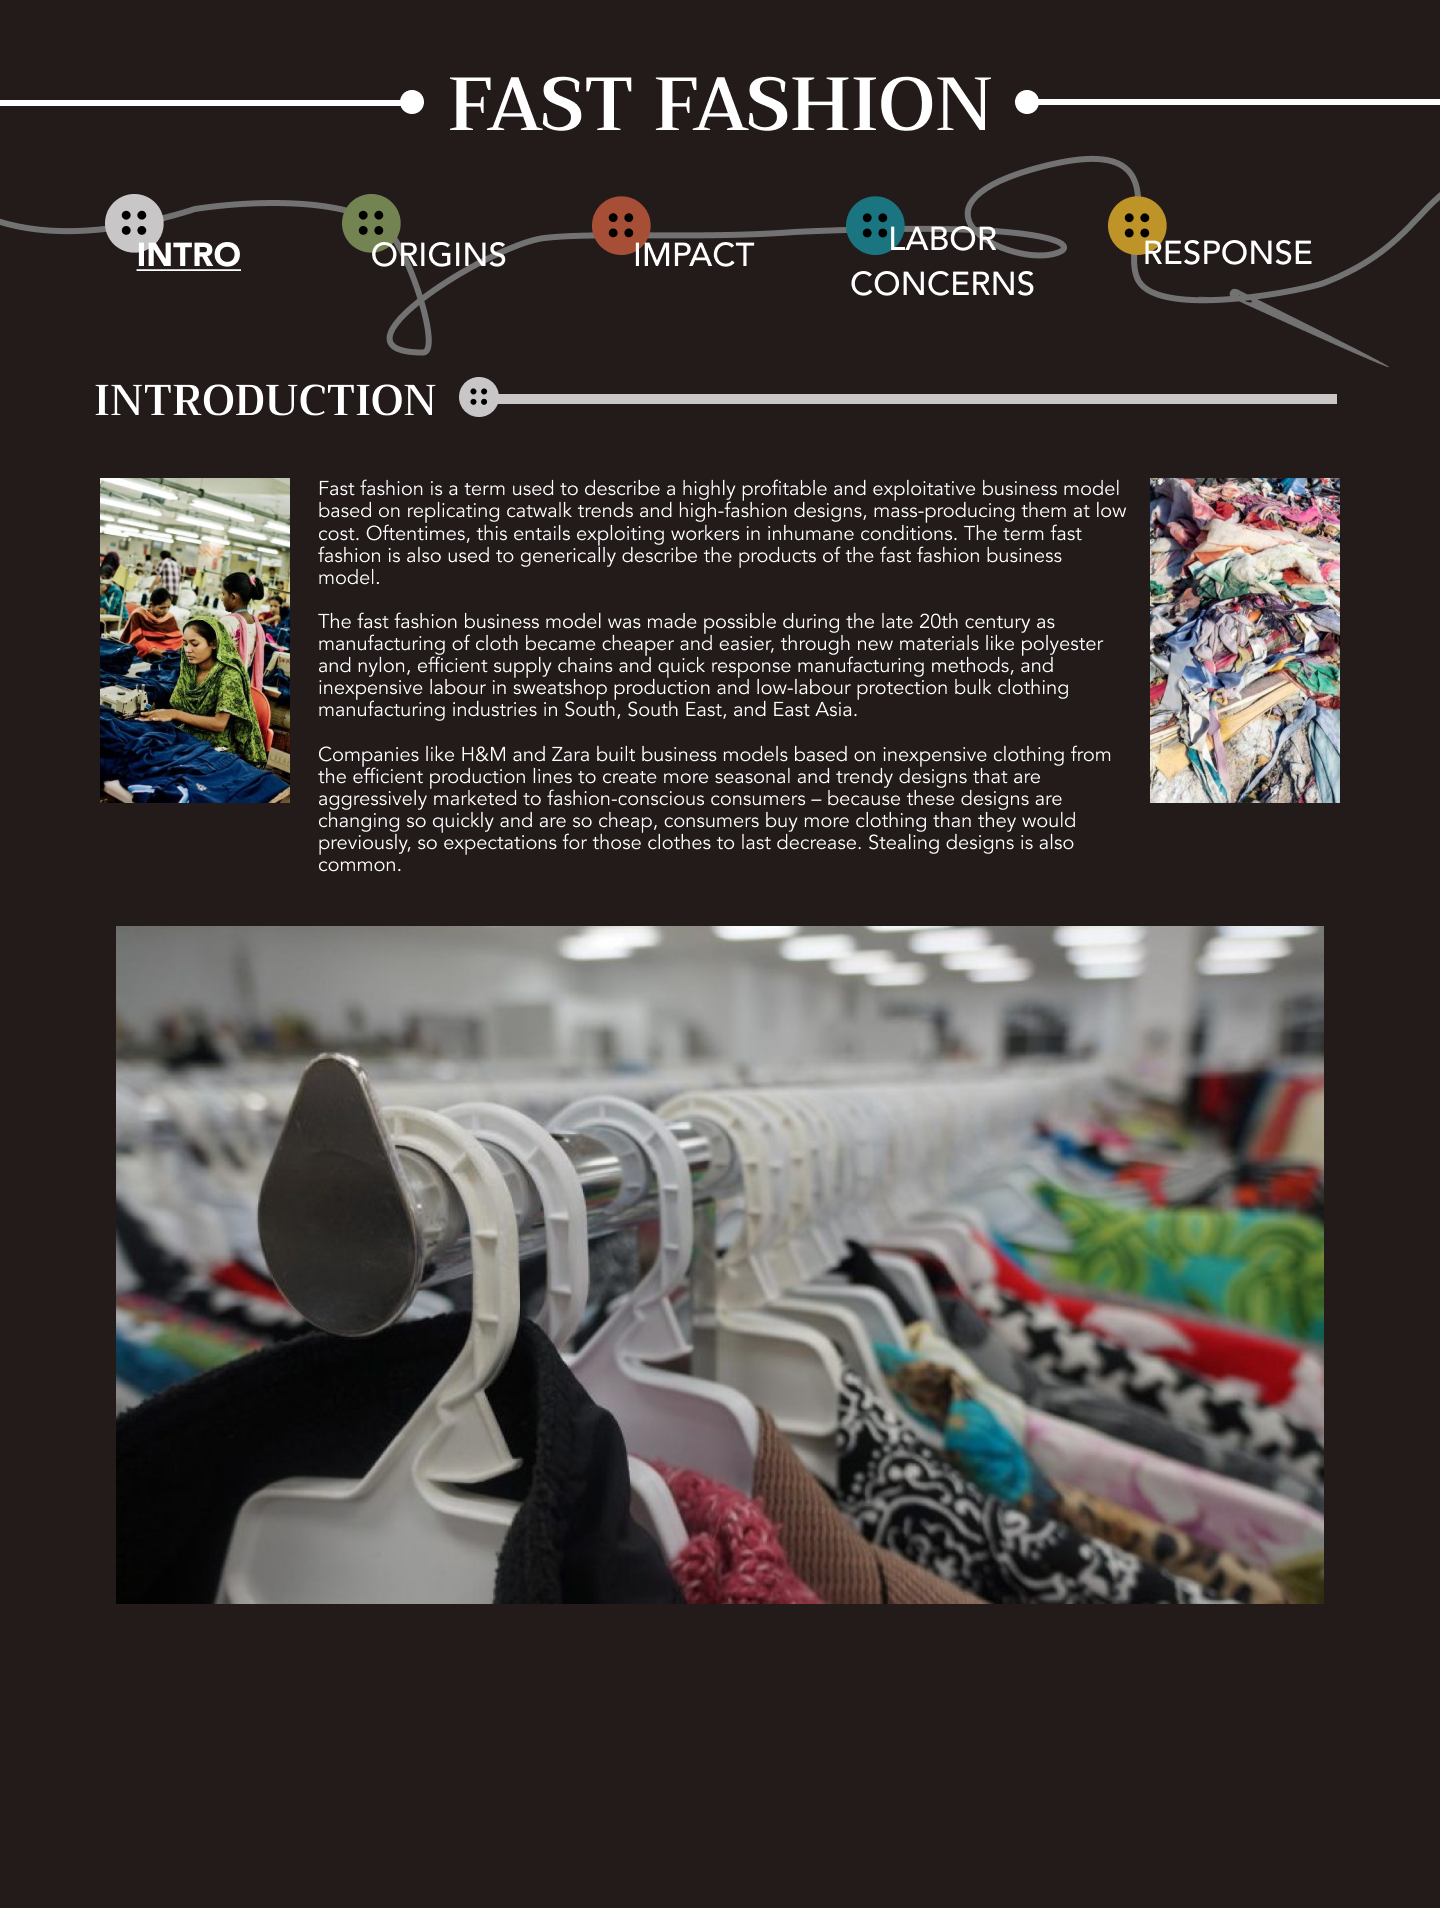 FAST FASHION
INTRO
ORIGINS
IMPACT
LABOR
CONCERNS
RESPONSE
INTRODUCTION
Fast fashion is a term used to describe a highly profitable and exploitative business model
based on replicating catwalk trends and high-fashion designs, mass-producing them at low
cost. Oftentimes, this entails exploiting workers in inhumane conditions. The term fast
fashion is also used to generically describe the products of the fast fashion business
model.
The fast fashion business model was made possible during the late 20th century as
manufacturing of cloth became cheaper and easier, through new materials like polyester
and nylon, efficient supply chains and quick response manufacturing methods, and
inexpensive labour in sweatshop production and low-labour protection bulk clothing
manufacturing industries in South, South East, and East Asia.
Companies like H&M and Zara built business models based on inexpensive clothing from
the efficient production lines to create more seasonal and trendy designs that are
aggressively marketed to fashion-conscious consumers – because these designs are
changing so quickly and are so cheap, consumers buy more clothing than they would
previously, so expectations for those clothes to last decrease. Stealing designs is also
common.